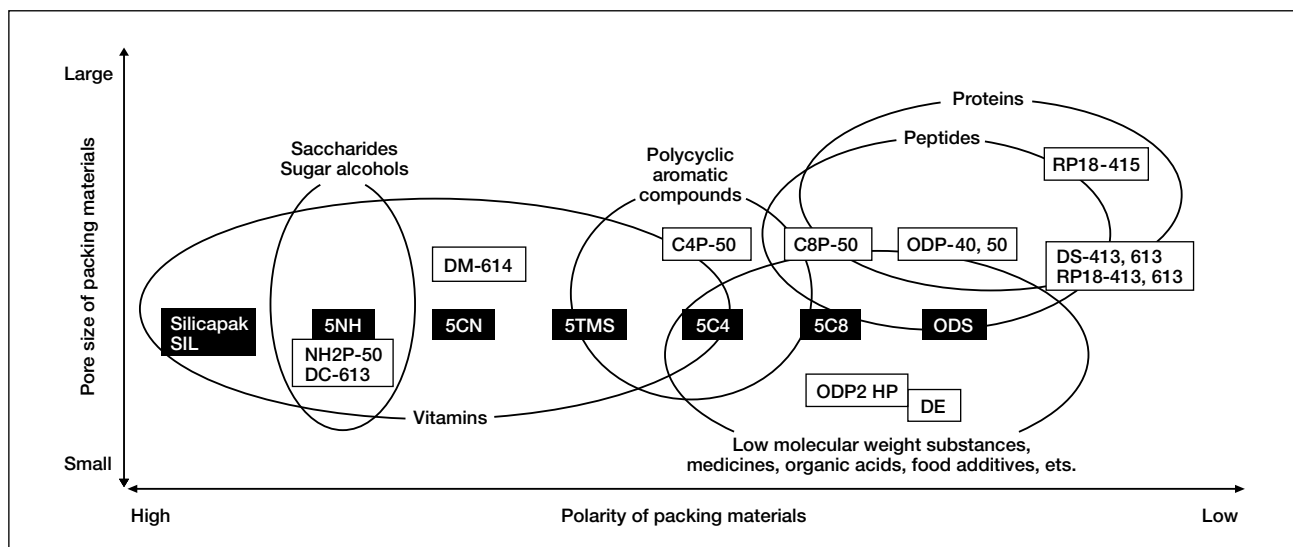 Large
Pore size of packing materials
Small
Proteins
Peptides
Saccharides
Sugar alcohols
Polycyclic
aromatic
compounds
RP18-415
DM-614
C4P-50
C8P-50
ODP-40, 50
DS-413, 613
RP18-413, 613
Silicapak
SIL
5NH
5CN
5TMS
5C4
5C8
ODS
NH2P-50
DC-613
ODP2 HP
DE
Vitamins
Low molecular weight substances,
medicines, organic acids, food additives, ets.
High
Polarity of packing materials
Low